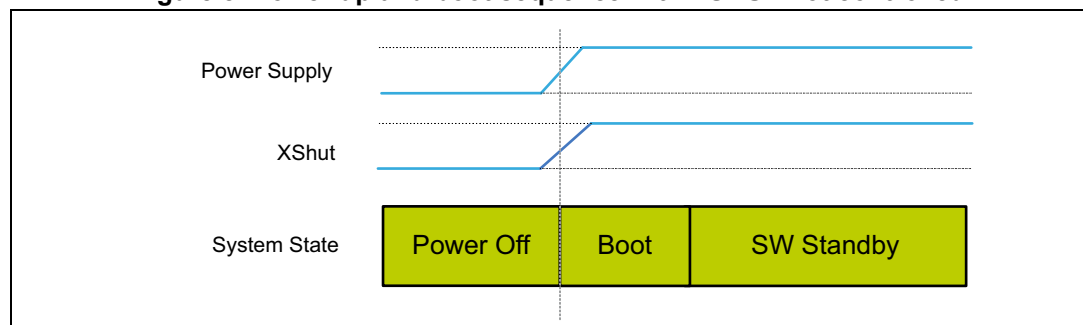 Power Supply
XShut
System State
Power Off
Boot
SW Standby